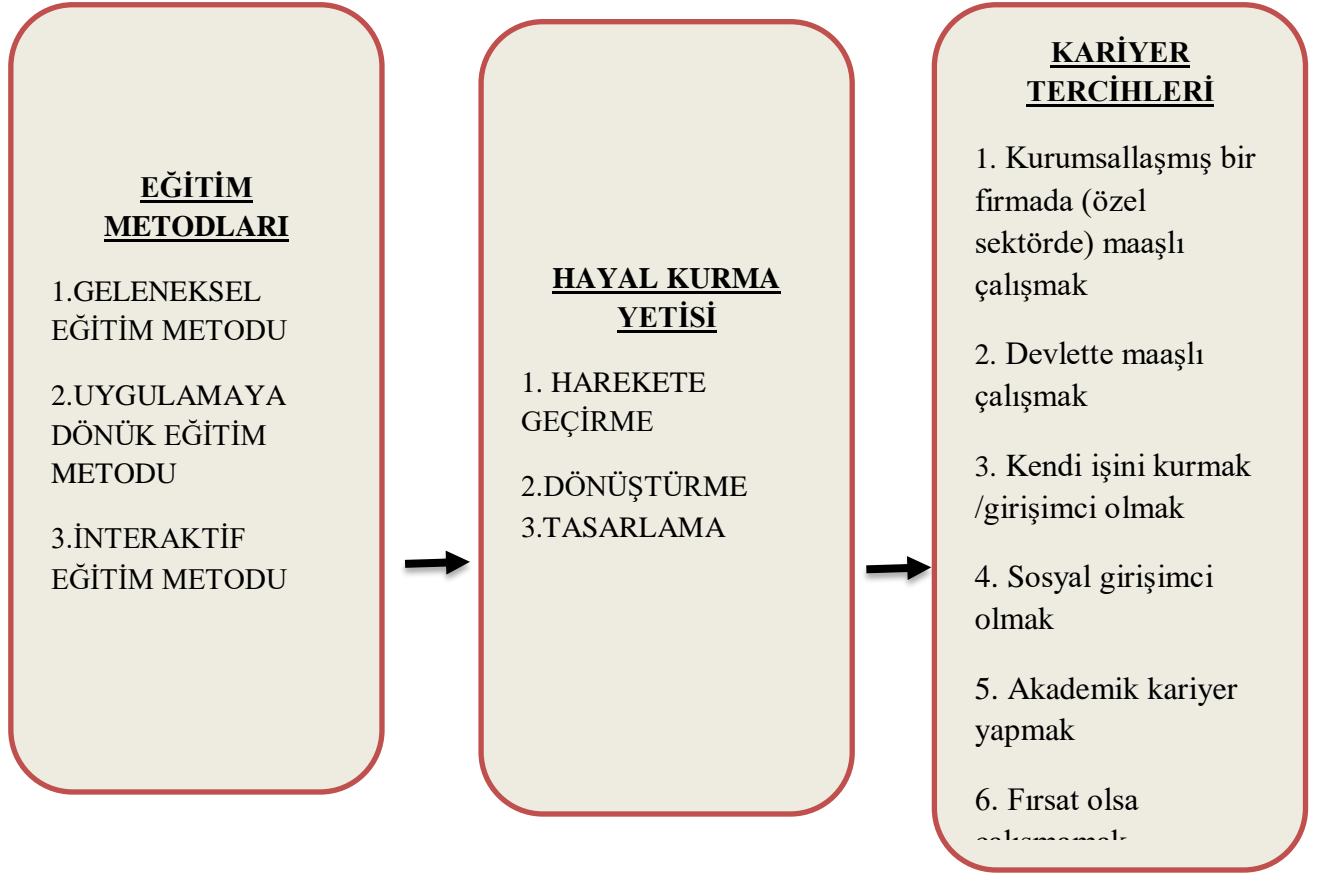 EĞİTİM
METODLARI
1.GELENEKSEL
EĞİTİM METODU
2.UYGULAMAYA
DÖNÜK EĞİTİM
METODU
3.İNTERAKTİF
EĞİTİM METODU
HAYAL KURMA
YETİSİ
1. HAREKETE
GEÇİRME
2.DÖNÜŞTÜRME
3.TASARLAMA
KARİYER
TERCİHLERİ
1. Kurumsallaşmış bir
firmada (özel
sektörde) maaşlı
çalışmak
2. Devlette maaşlı
çalışmak
3. Kendi işini kurmak
/girişimci olmak
4. Sosyal girişimci
olmak
5. Akademik kariyer
yapmak
6. Fırsat olsa